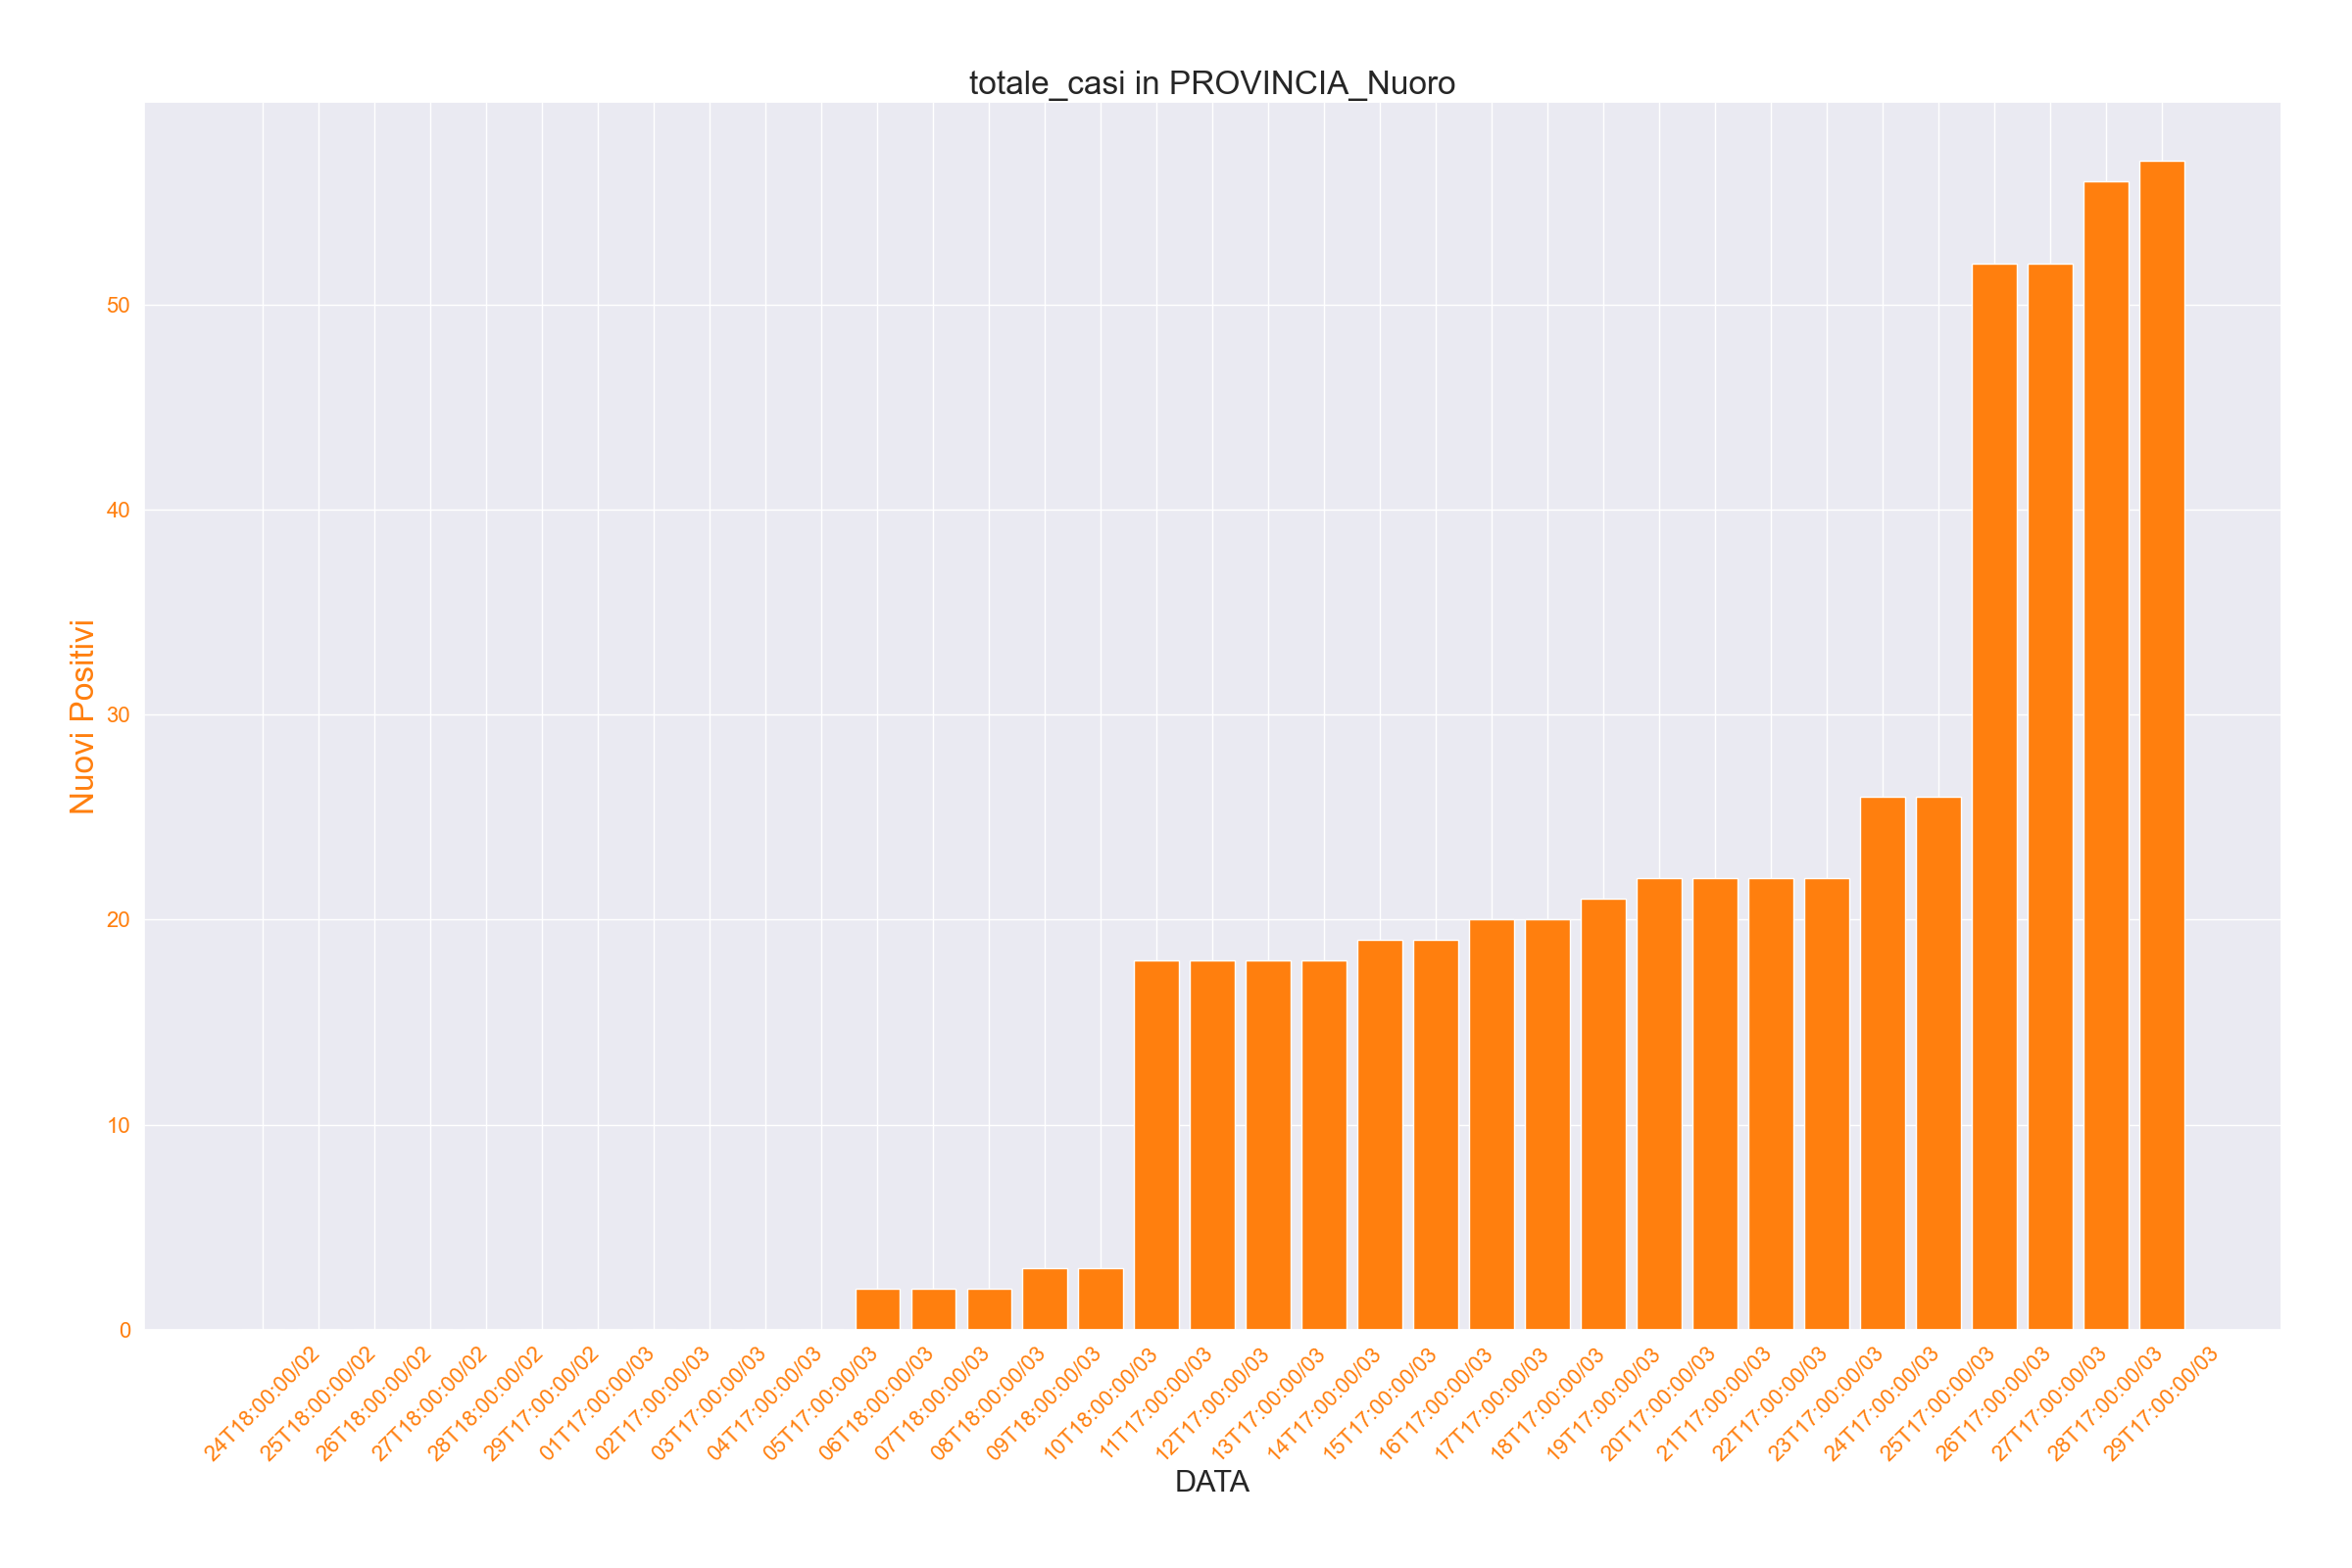 totale_casi in PROVINCIA_Nuoro
Nuovi Positivi
50
40
30
20
10
0
24T18:00:00/02
25T18:00:00/02
26T18:00:00/02
27T18:00:00/02
28T18:00:00/02
29T17:00:00/02
01T17:00:00/03
02T17:00:00/03
03T17:00:00/03
04T17:00:00/03
05T17:00:00/03
06T18:00:00/03
07T18:00:00/03
08T18:00:00/03
09T18:00:00/03
10T18:00:00/03
11T17:00:00/03
12T17:00:00/03
13T17:00:00/03
14T17:00:00/03
15T17:00:00/03
16T17:00:00/03
17T17:00:00/03
18T17:00:00/03
19T17:00:00/03
20T17:00:00/03
21T17:00:00/03
22T17:00:00/03
23T17:00:00/03
24T17:00:00/03
25T17:00:00/03
26T17:00:00/03
27T17:00:00/03
28T17:00:00/03
29T17:00:00/03
DATA